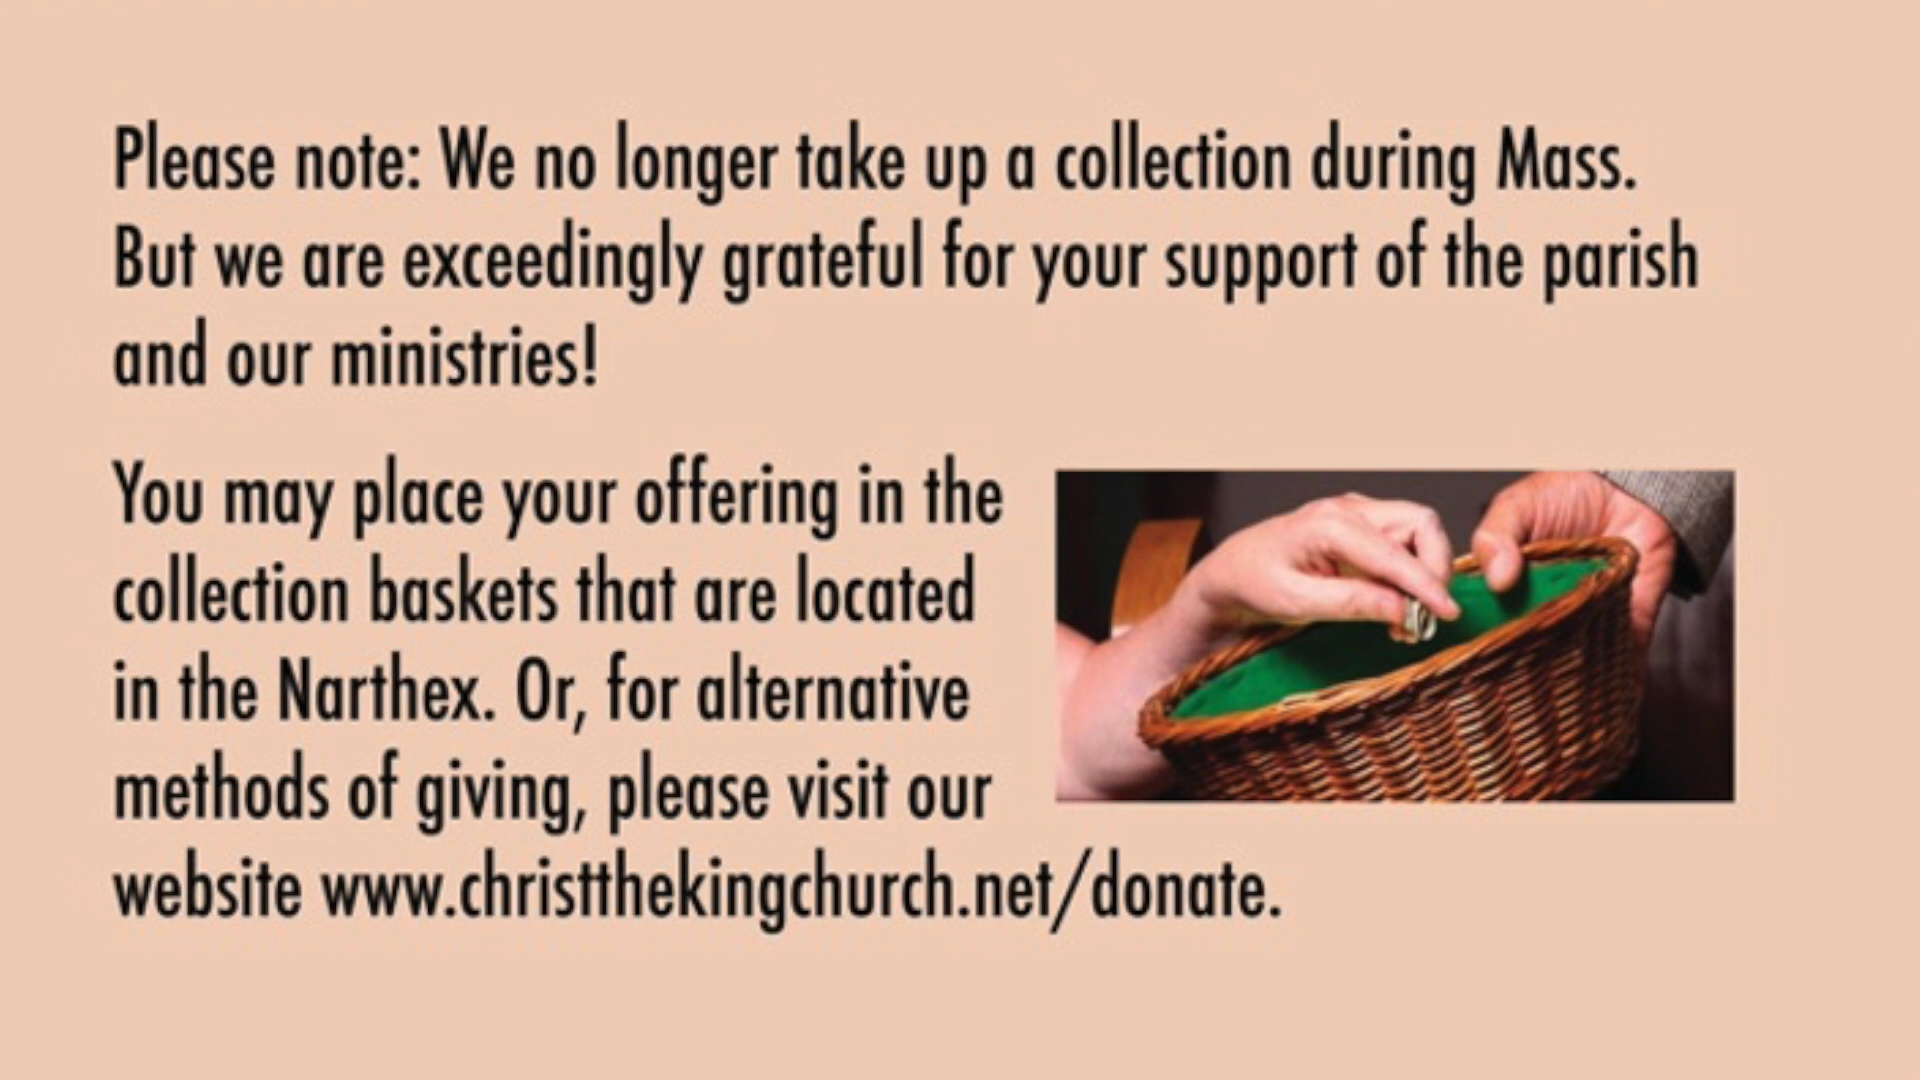 Please note: We no longer take up a collection during Mass.
But we are exceedingly grateful for your support of the parish
and our ministries!
You may place your offering in the
collection baskets that are located
in the Narthex. Or, for alternative
methods of giving, please visit our
website www.christthekingchurch.net/donate.